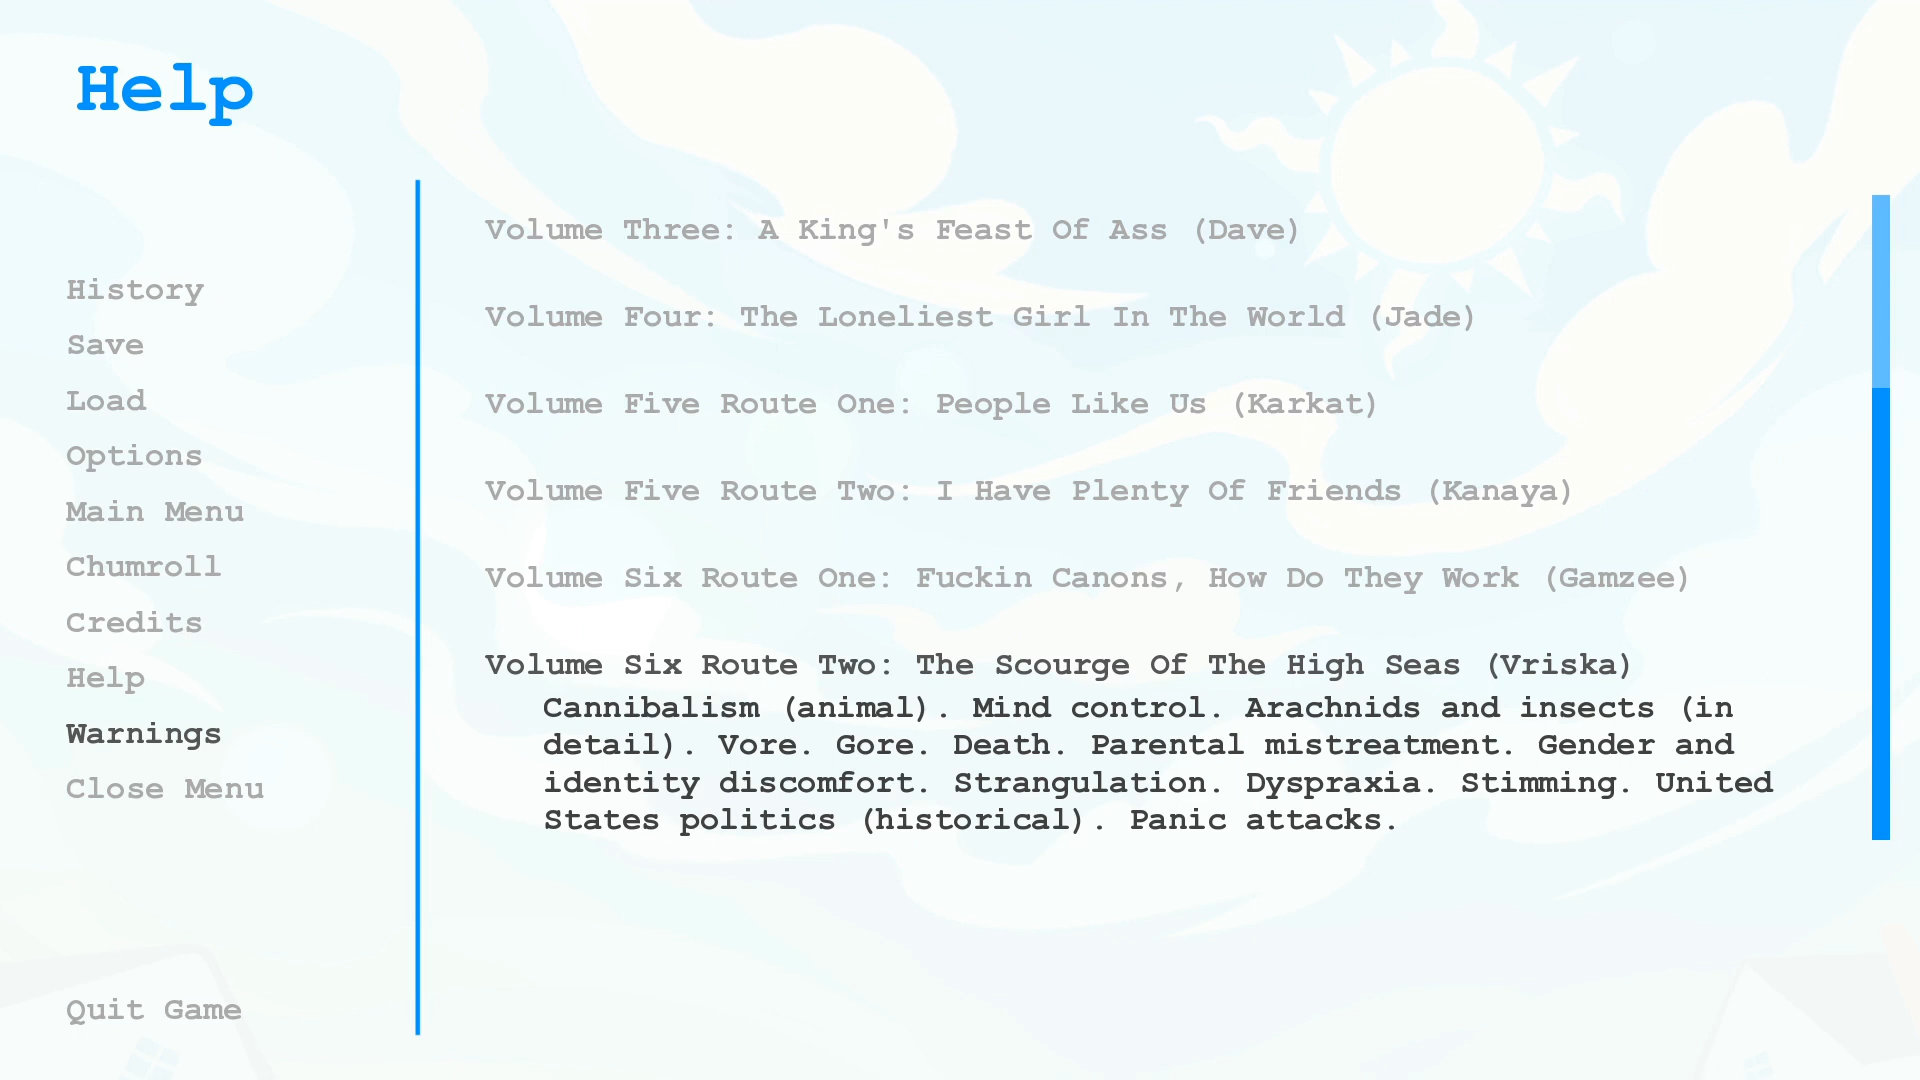 Help
History
Save
Load
Options
Main Menu
Chumroll
Credits
Help
Warnings
Close Menu
Quit Game
Volume Three: A King's Feast Of Ass (Dave)
Volume Four: The Loneliest Girl In The World (Jade)
Volume Five Route One: People Like Us (Karkat)
Volume Five Route Two: I Have Plenty Of Friends (Kanaya)
Volume Six Route One: Fuckin Canons, How Do They Work (Gamzee)
Volume Six Route Two: The Scourge Of The High Seas (Vriska)
Cannibalism (animal). Mind control. Arachnids and insects (in
detail). Vore. Gore. Death. Parental mistreatment. Gender and
identity discomfort. Strangulation. Dyspraxia. Stimming. United
States politics (historical). Panic attacks.